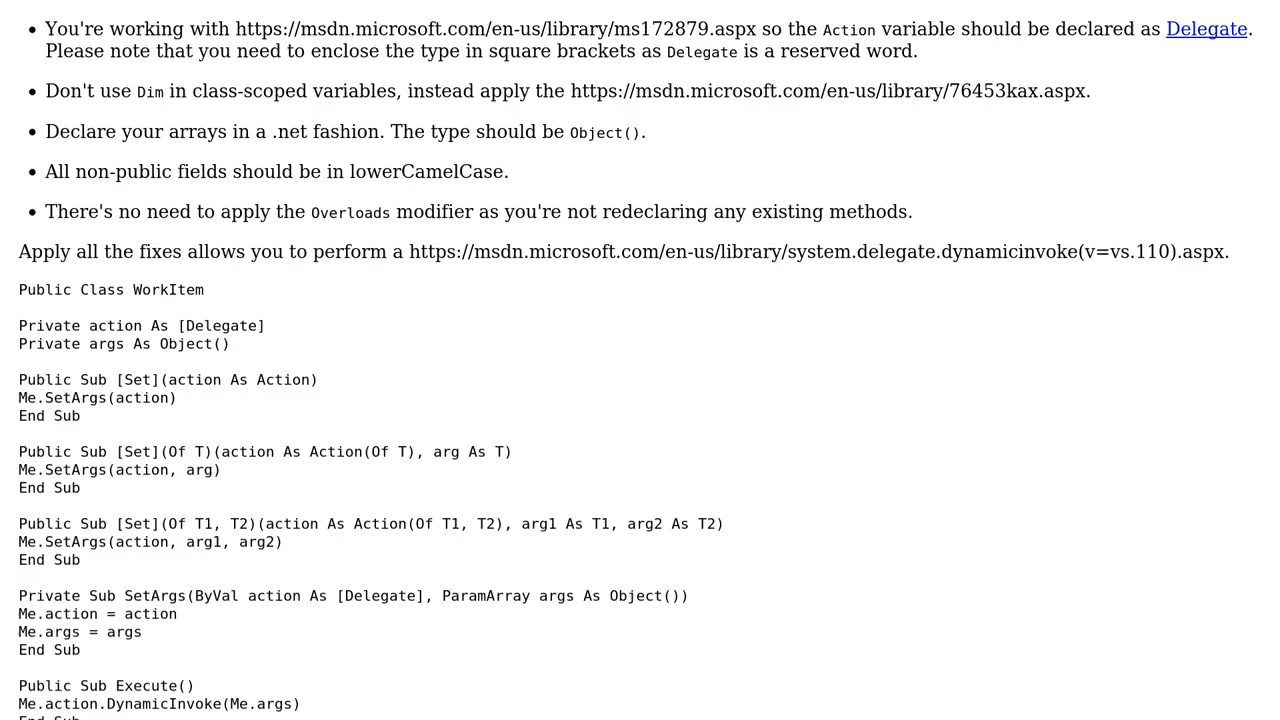 You're working with https://msdn.microsoft.com/en-us/library/ms172879.aspx so the Action variable should be declared as Delegate.
Please note that you need to enclose the type in square brackets as Delegate is a reserved word.
Don't use Dim in class-scoped variables, instead apply the https://msdn.microsoft.com/en-us/library/76453kax.aspx.
Declare your arrays in a .net fashion. The type should be Object().
All non-public fields should be in lowerCamelCase.
There's no need to apply the Overloads modifier as you're not redeclaring any existing methods.
Apply all the fixes allows you to perform a https://msdn.microsoft.com/en-us/library/system.delegate.dynamicinvoke(v=vs.110).aspx.
Public Class WorkItem
Private action As [Delegate]
Private args As Object()
Public Sub [Set](action As Action)
Me.SetArgs(action)
End Sub
Public Sub [Set](Of T)(action As Action(Of T), arg As T)
Me.SetArgs(action, arg)
End Sub
Public Sub [Set](Of T1, T2)(action As Action(Of T1, T2), arg1 As T1, arg2 As T2)
Me.SetArgs(action, arg1, arg2)
End Sub
Private Sub SetArgs(ByVal action As [Delegate], ParamArray args As Object())
Me.action = action
Me.args = args
End Sub
Public Sub Execute()
Me.action.DynamicInvoke(Me.args)
End Sub